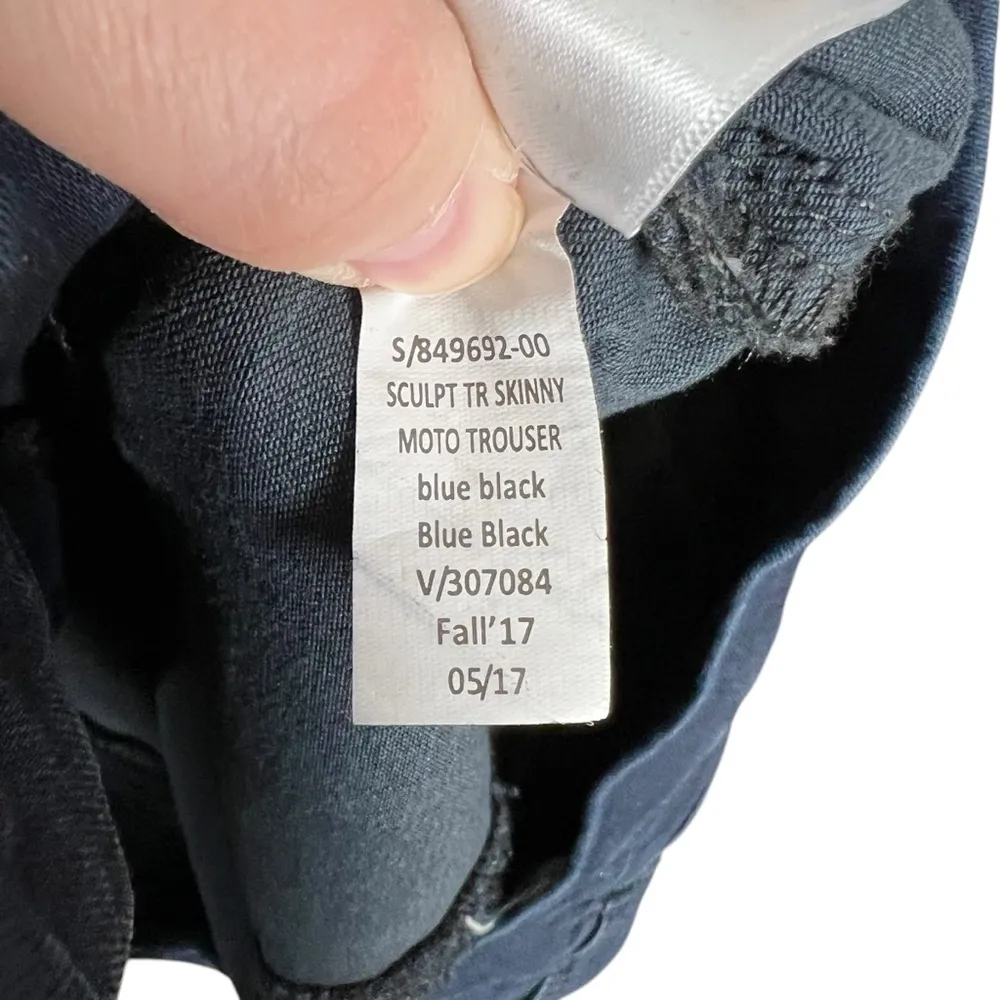 S/849692-00
SCULPT TR SKINNY
MOTO TROUSER
blue black
Blue Black
V/307084
Fall'17
05/17